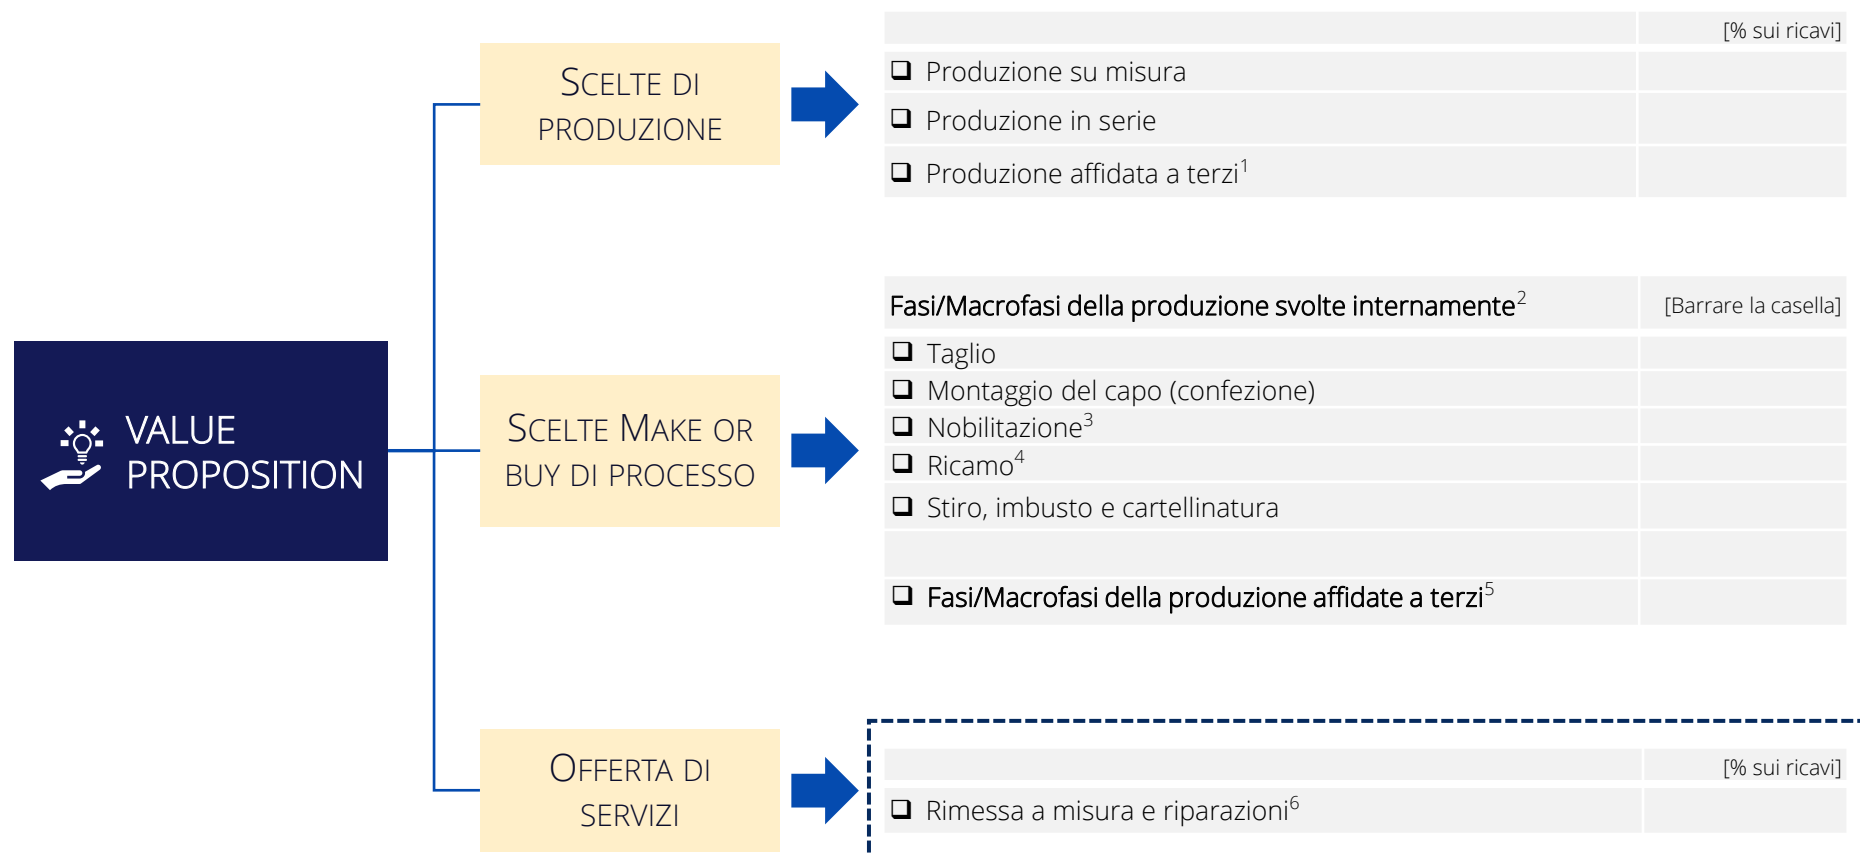 VALUE
PROPOSITION
SCELTE DI
PRODUZIONE
[% sui ricavi]
Produzione su misura
Produzione in serie
Produzione affidata a terzi1
SCELTE MAKE OR
BUY DI PROCESSO
Fasi/Macrofasi della produzione svolte internamente2 [Barrare la casella]
Taglio
Montaggio del capo (confezione)
Nobilitazione3
Ricamo4
Stiro, imbusto e cartellinatura
Fasi/Macrofasi della produzione affidate a terzi5
OFFERTA DI
SERVIZI
[% sui ricavi]
Rimessa a misura e riparazioni6